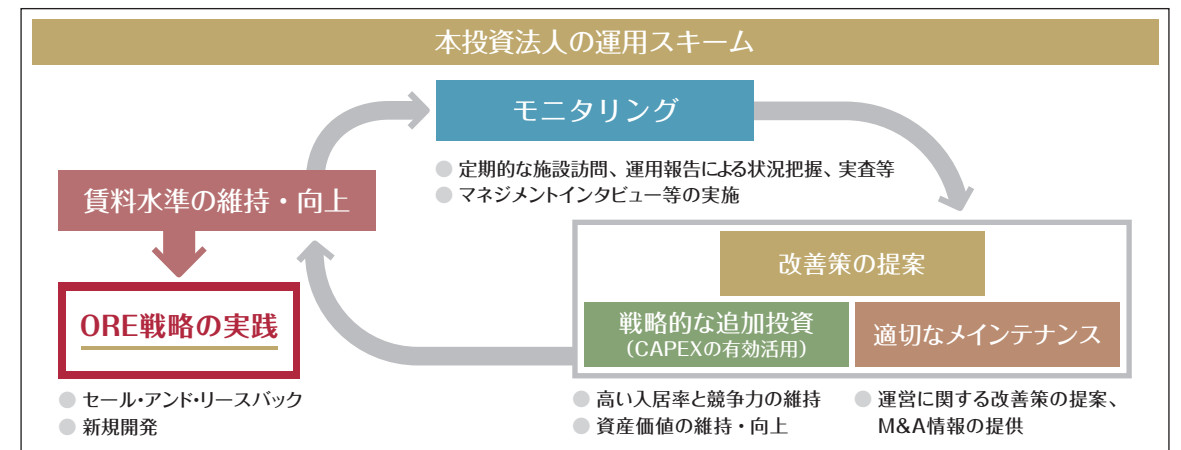 本投資法人の運用スキーム
モニタリング
● 定期的な施設訪問、運用報告による状況把握、実査等
● マネジメントインタビュー等の実施
賃料水準の維持・向上
ORE戦略の実践
● セール・アンド・リースバック
● 新規開発
改善策の提案
戦略的な追加投資
（CAPEXの有効活用）
適切なメインテナンス
● 高い入居率と競争力の維持
● 資産価値の維持・向上
● 運営に関する改善策の提案、
M&A情報の提供